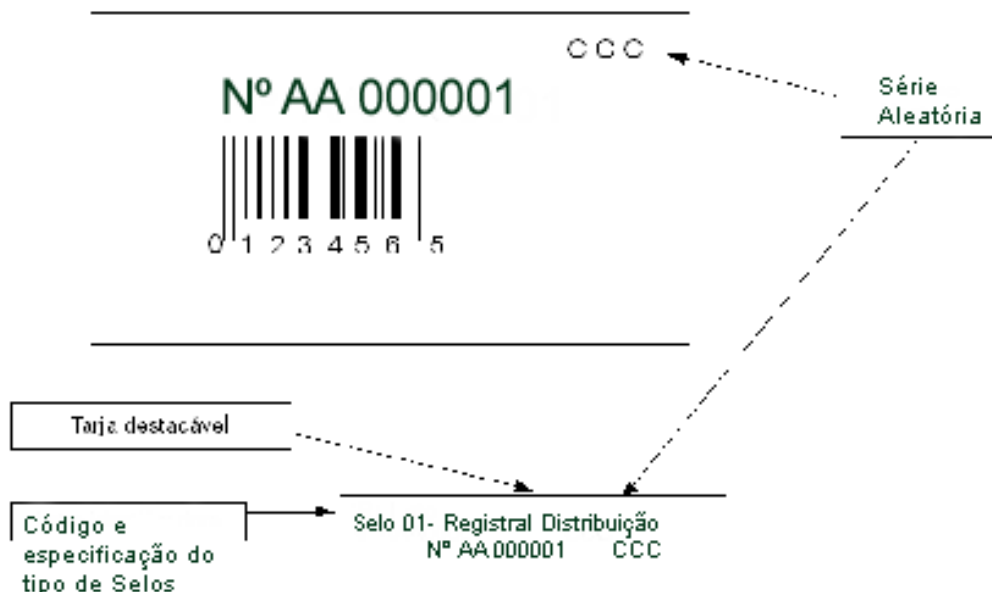 CCC
Nº AA 000001
0 1 2 3 4 5 6 5
Série
Aleatória
Tarja destacável
Código e
especificação do
tipo de Selos
Selo 01- Registral Distribuição
Nº AA 000001 CCC